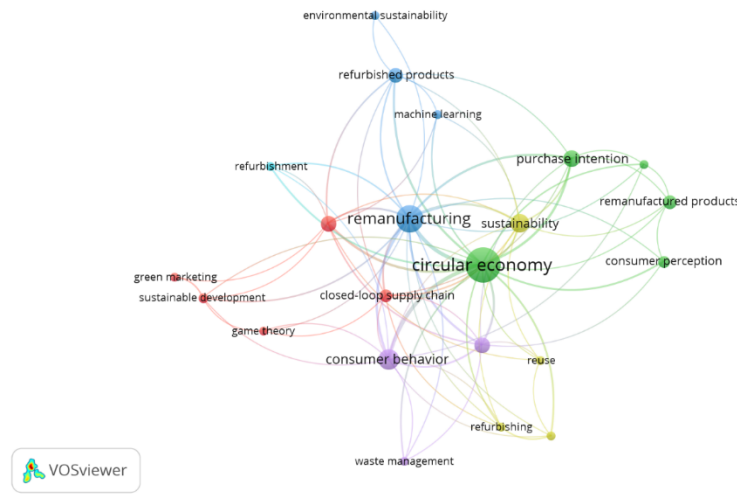 environmental sustainability
refurbished products
machine learning
purchase intention
refurbishment
remanufactured products
remanufacturing
sustainability
circular economy
consumer perception
green marketing
sustainable development
closed-loop supply chain
game theory
consumer behavior
reuse
refurbishing
waste management
VOSviewer